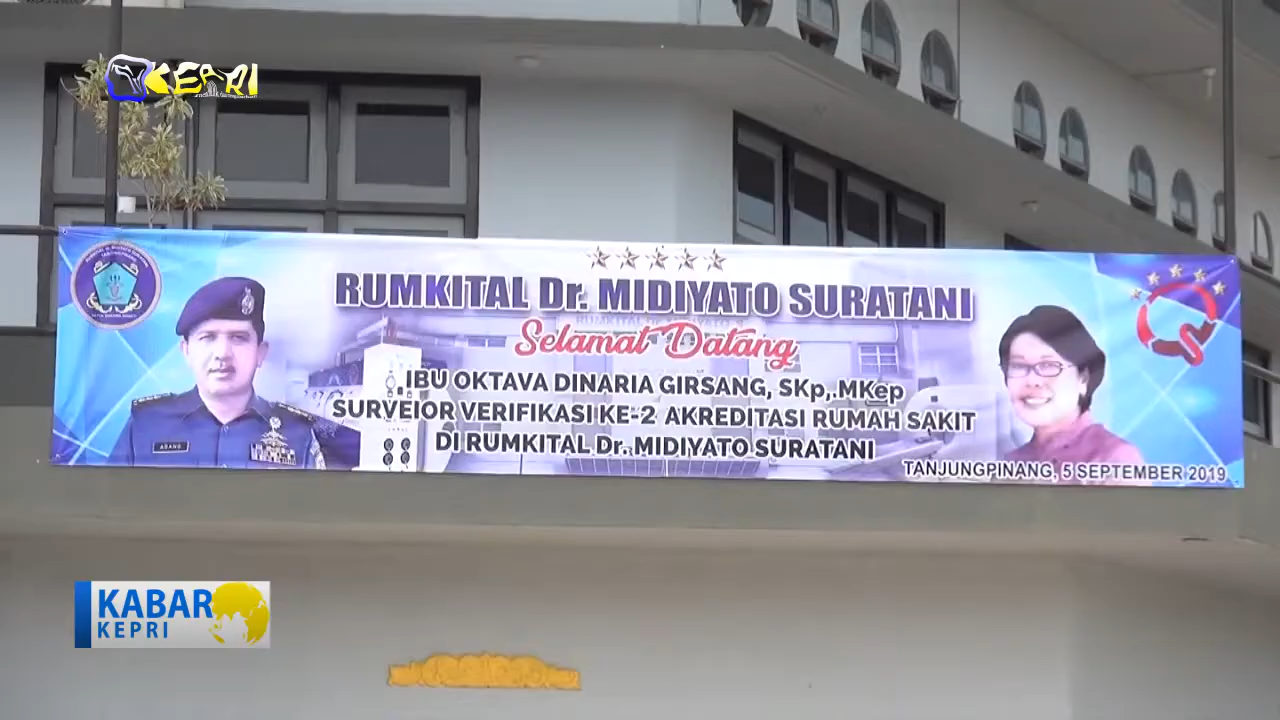 KEPRI
RUMKITAL Dr. MIDIYATO SURATANI
Selamat Datang
IBU OKTAVA DINARIA GIRSANG, SKp,.MKep
SURVEIOR VERIFIKASI KE-2 AKREDITASI RUMAH SAKIT
DI RUMKITAL Dr..MIDIYATO SURATANI
TANJUNGPINANG, 5 SEPTEMBER 2019
AGANG
KABAR
KEPRI